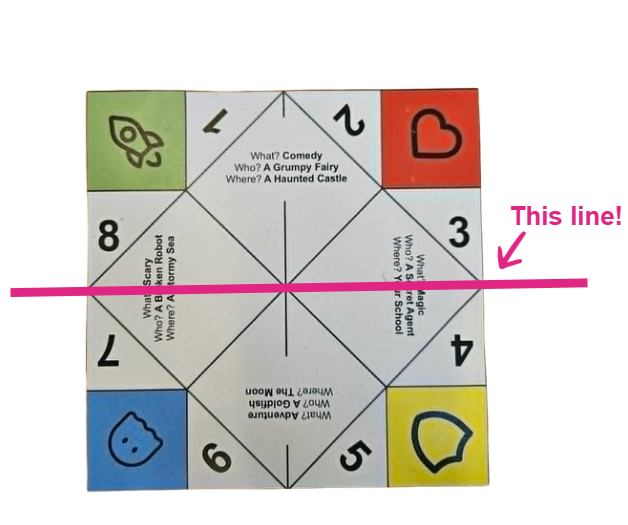 This line!
1
2
What? Comedy
Who? A Grumpy Fairy
Where? A Haunted Castle
8
3
What? Scary
Who? A Broken Robot
Where? A Stormy Sea
What? Magic
Who? A Secret Agent
Where? Your School
7
4
What? Adventure
Who? A Goldfish
Where? The Moon
6
5